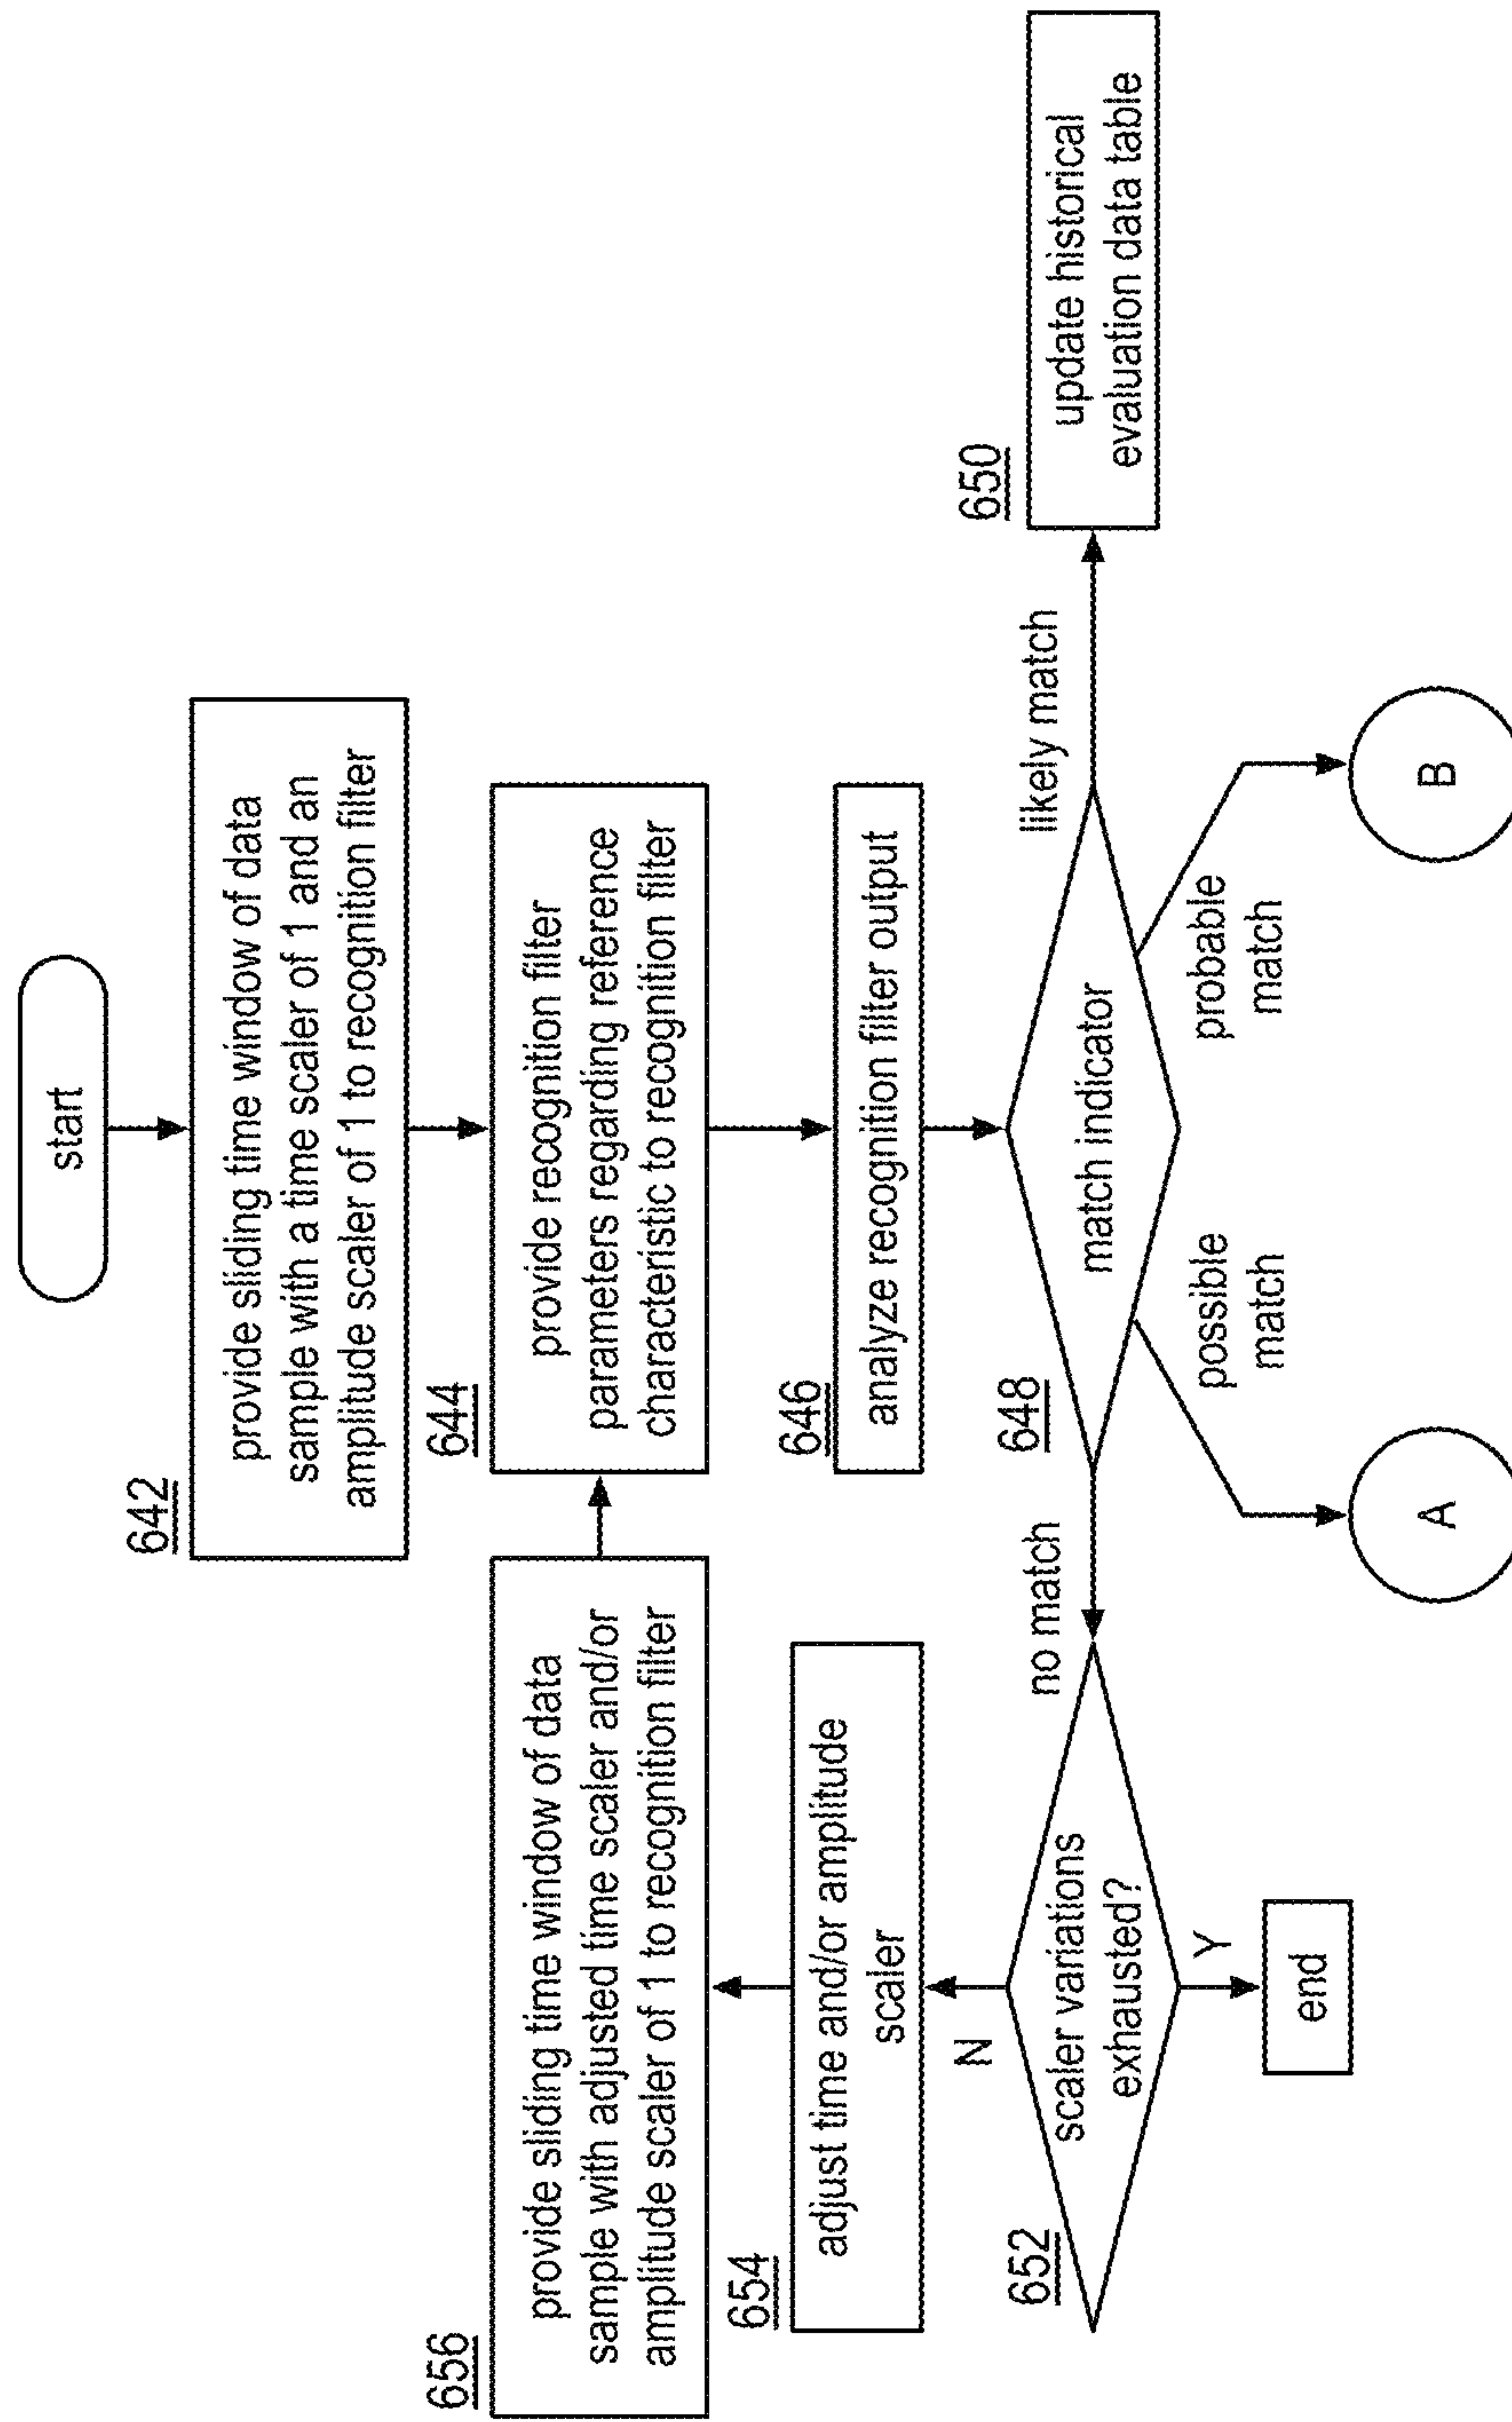 start
642
provide sliding time window of data
sample with a time scaler of 1 and an
amplitude scaler of 1 to recognition filter
656
provide sliding time window of data
sample with adjusted time scaler and/or
amplitude scaler of 1 to recognition filter
644
provide recognition filter
parameters regarding reference
characteristic to recognition filter
654
adjust time and/or amplitude
scaler
646
analyze recognition filter output
N
652
scaler variations
exhausted?
no match
648
match indicator
likely match
650
update historical
evaluation data table
Y
end
possible
match
probable
match
A
B